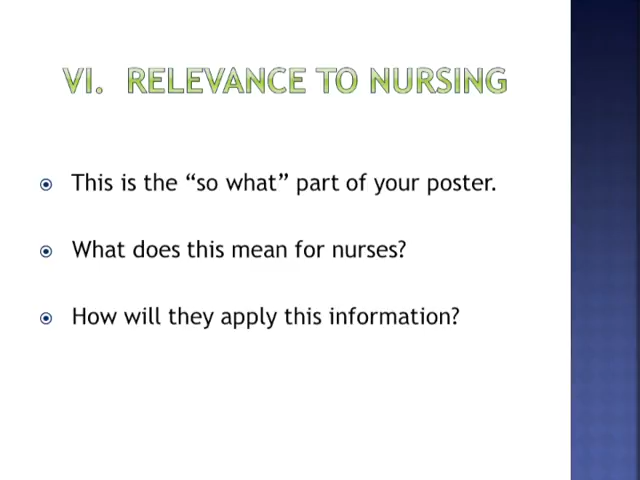 VI. RELEVANCE TO NURSING
This is the “so what” part of your poster.
What does this mean for nurses?
How will they apply this information?